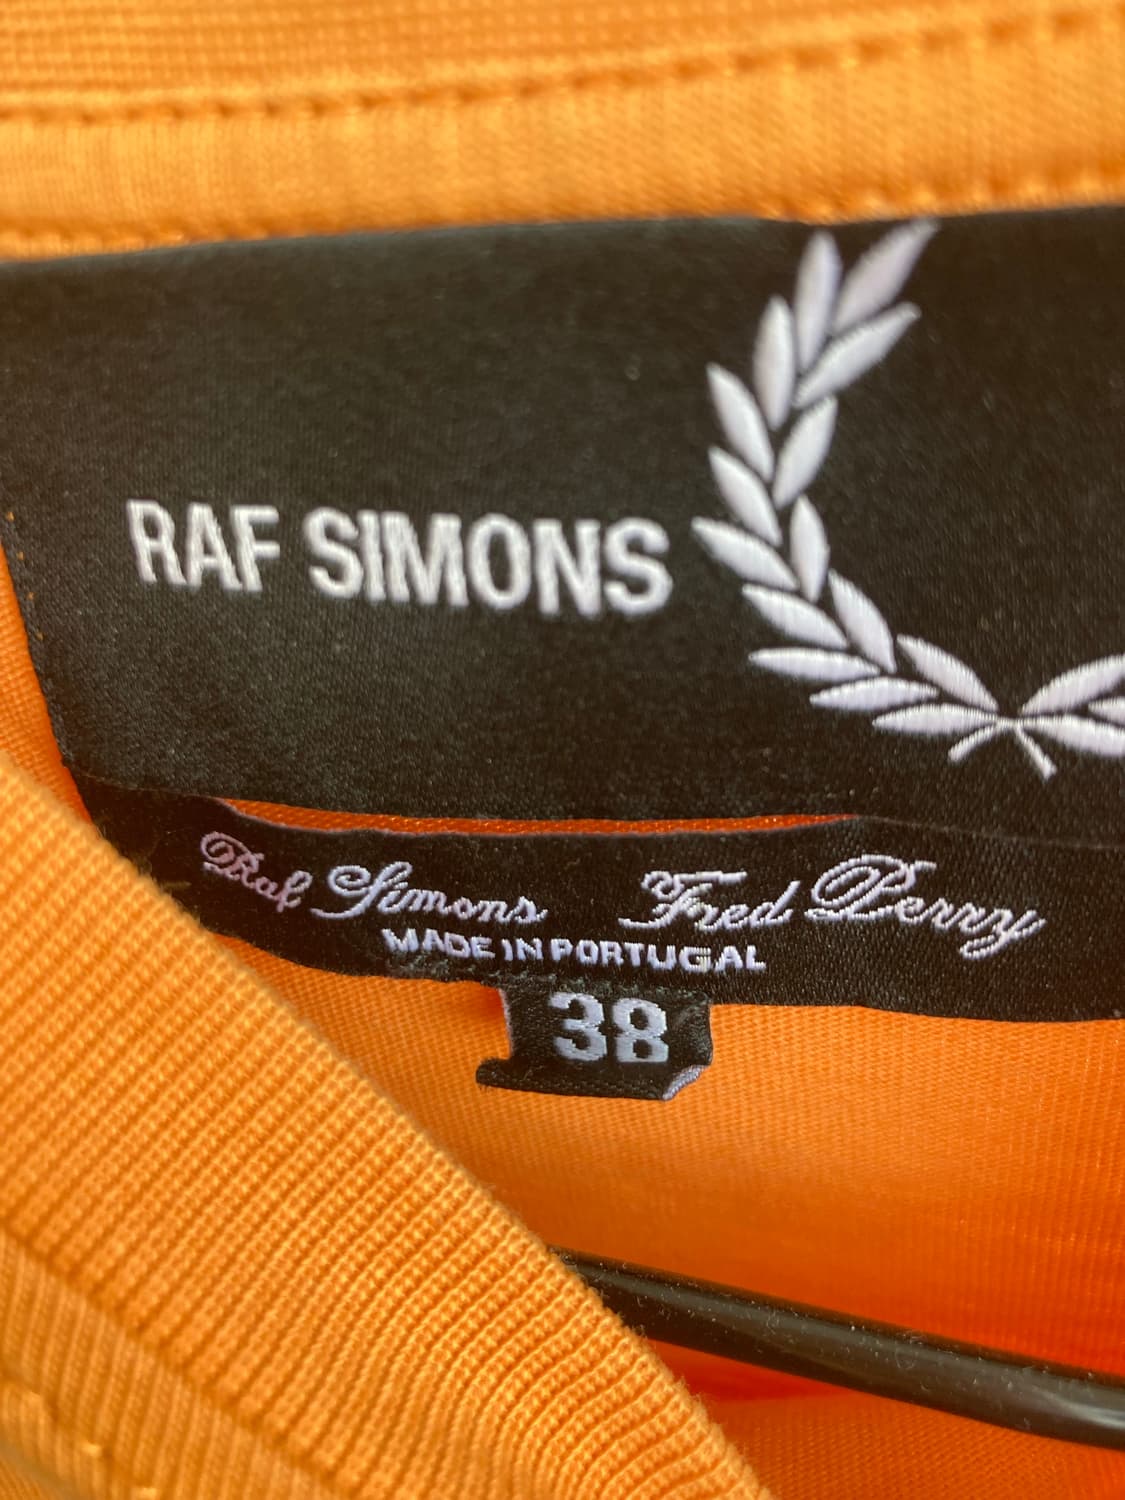 RAF SIMONS
Raf Simons Fred Perry
MADE IN PORTUGAL
38